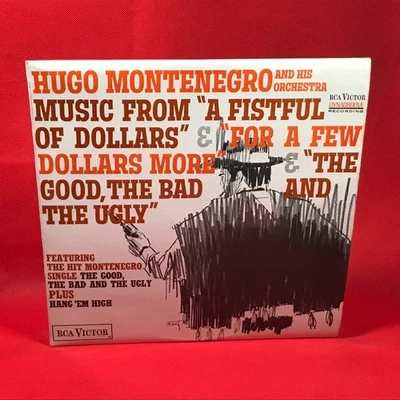 HUGO MONTENEGRO AND HIS ORCHESTRA
MUSIC FROM "A FISTFUL
OF DOLLARS" & "FOR A FEW
DOLLARS MORE" & "THE
GOOD, THE BAD AND
THE UGLY"
RCA VICTOR
DYNAGROOVE
RECORDING
FEATURING
THE HIT MONTENEGRO
SINGLE THE GOOD,
THE BAD AND THE UGLY
PLUS
HANG 'EM HIGH
RCA VICTOR